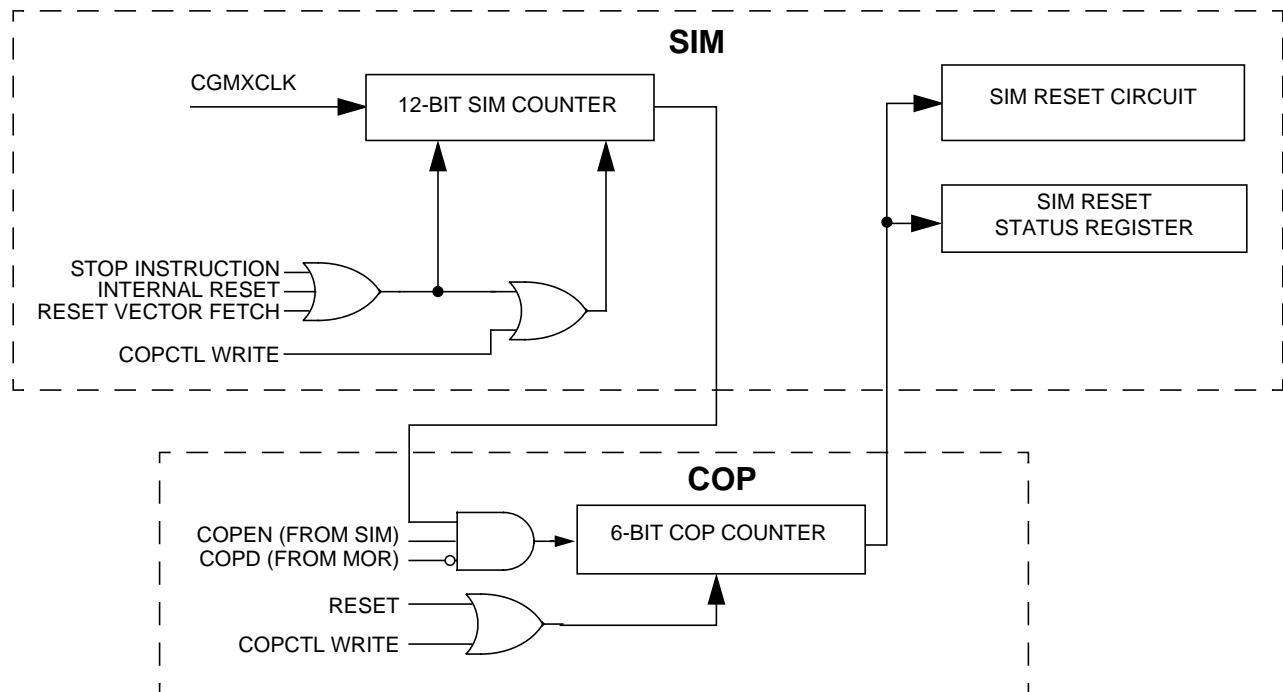 SIM
CGMXCLK
12-BIT SIM COUNTER
SIM RESET CIRCUIT
SIM RESET
STATUS REGISTER
STOP INSTRUCTION
INTERNAL RESET
RESET VECTOR FETCH
COPCTL WRITE
COP
COPEN (FROM SIM)
COPD (FROM MOR)
6-BIT COP COUNTER
RESET
COPCTL WRITE